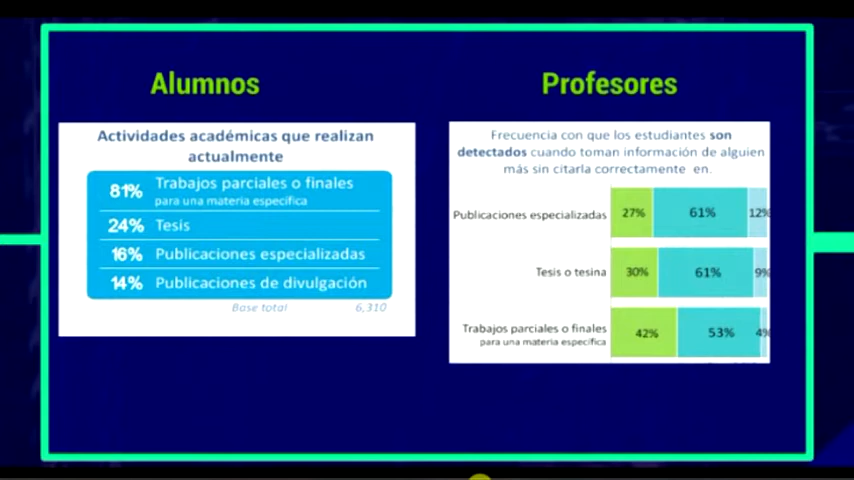 Alumnos
Actividades académicas que realizan
actualmente
81% Trabajos parciales o finales
para una materia específica
24% Tesis
16% Publicaciones especializadas
14% Publicaciones de divulgación
Base total 6,310
Profesores
Frecuencia con que los estudiantes son
detectados cuando toman información de alguien
más sin citarla correctamente en.
Publicaciones especializadas 27% 61% 12%
Tesis o tesina 30% 61% 9%
Trabajos parciales o finales
para una materia específica
42% 53% 4%